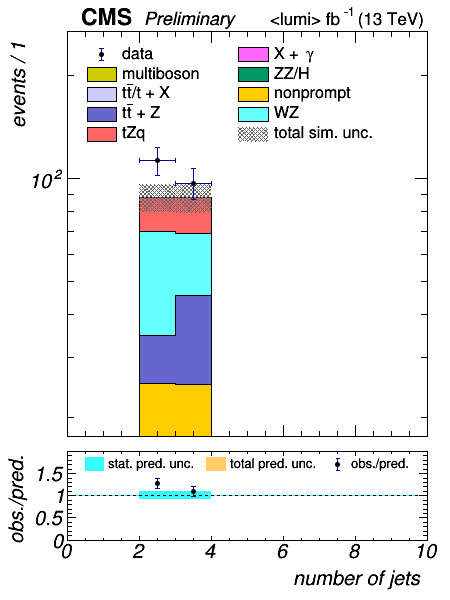 CMS Preliminary <lumi> fb⁻¹ (13 TeV)
events / 1
data
X + γ
multiboson
ZZ/H
tt̄/t + X
nonprompt
tt̄ + Z
WZ
tZq
total sim. unc.
10²
obs./pred.
stat. pred. unc.
total pred. unc.
obs./pred.
1.5
1
0.5
0
0 2 4 6 8 10
number of jets